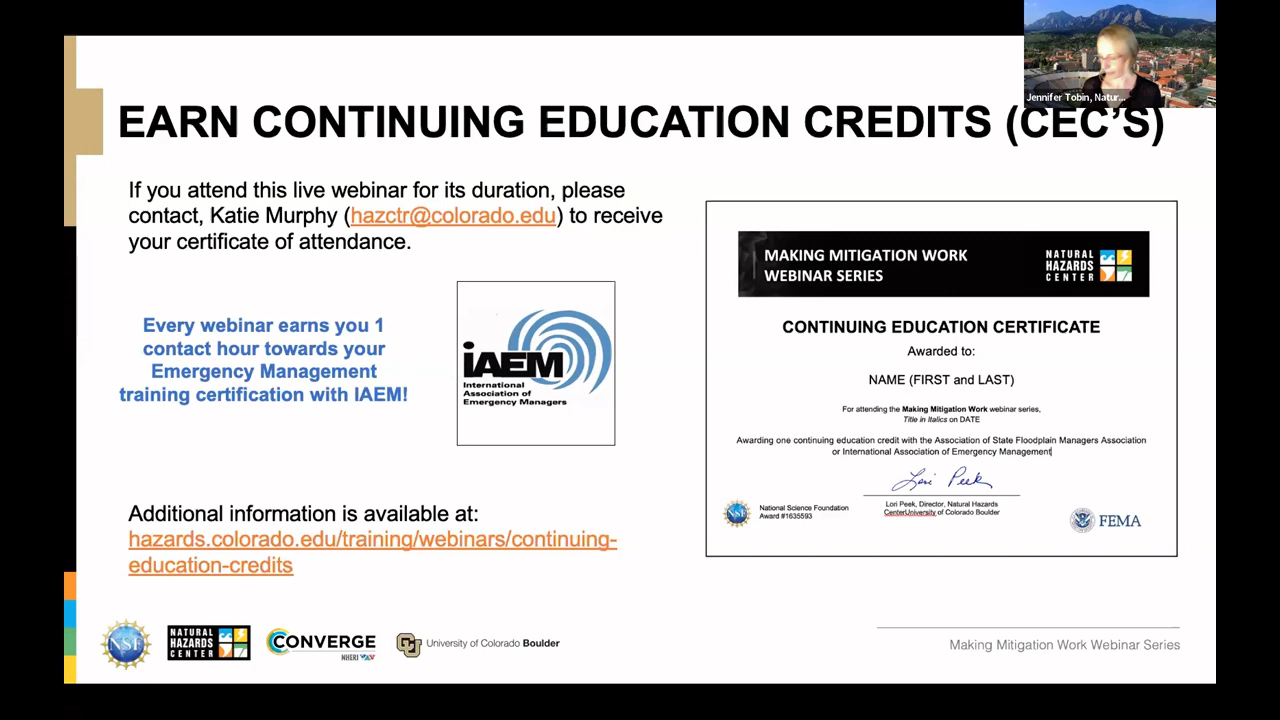 Jennifer Tobin, Natur...
EARN CONTINUING EDUCATION CREDITS (CEC'S)
If you attend this live webinar for its duration, please
contact, Katie Murphy (hazctr@colorado.edu) to receive
your certificate of attendance.
Every webinar earns you 1
contact hour towards your
Emergency Management
training certification with IAEM!
iAEM
International
Association of
Emergency Managers
Additional information is available at:
hazards.colorado.edu/training/webinars/continuing-
education-credits
MAKING MITIGATION WORK
WEBINAR SERIES
NATURAL
HAZARDS
CENTER
CONTINUING EDUCATION CERTIFICATE
Awarded to:
NAME (FIRST and LAST)
For attending the Making Mitigation Work webinar series,
Title in Italics on DATE
Awarding one continuing education credit with the Association of State Floodplain Managers Association
or International Association of Emergency Management
Lori Peek
Lori Peek, Director, Natural Hazards
CenterUniversity of Colorado Boulder
NSF
National Science Foundation
Award #1635593
FEMA
NSF
NATURAL
HAZARDS
CENTER
CONVERGE
NHERI
CU
University of Colorado Boulder
Making Mitigation Work Webinar Series